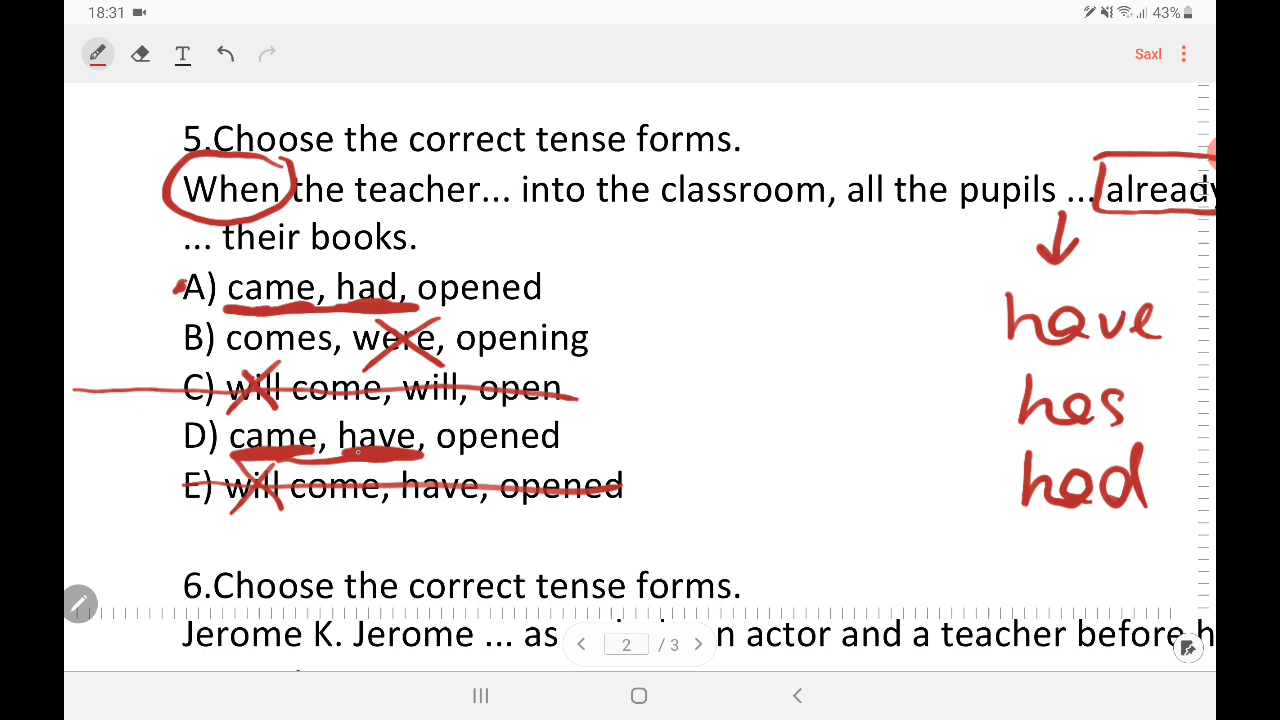 18:31
43%
T
Saxl
5.Choose the correct tense forms.
When the teacher... into the classroom, all the pupils ... already
... their books.
A) came, had, opened
B) comes, were, opening
C) will come, will, open
D) came, have, opened
E) will come, have, opened
have
has
had
6.Choose the correct tense forms.
Jerome K. Jerome ... as an actor and a teacher before h
2 / 3